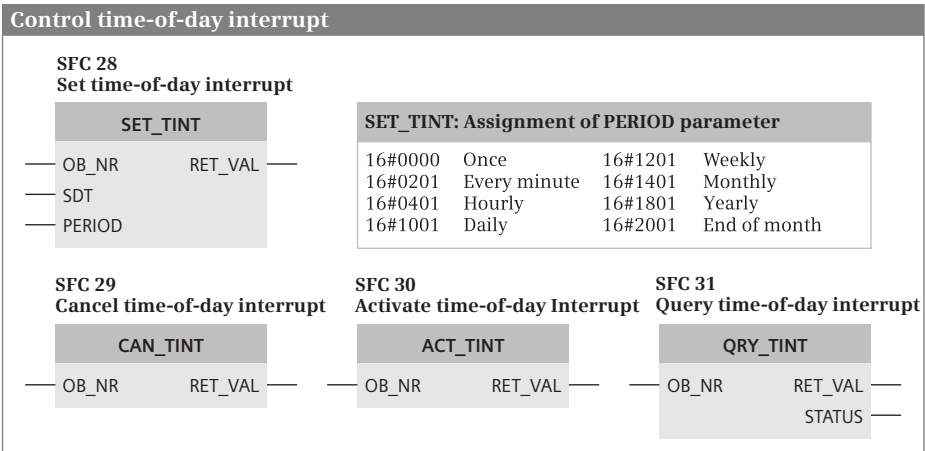 Control time-of-day interrupt
SFC 28
Set time-of-day interrupt
SET_TINT
OB_NR RET_VAL
SDT
PERIOD
SET_TINT: Assignment of PERIOD parameter
16#0000 Once 16#1201 Weekly
16#0201 Every minute 16#1401 Monthly
16#0401 Hourly 16#1801 Yearly
16#1001 Daily 16#2001 End of month
SFC 29
Cancel time-of-day interrupt
CAN_TINT
OB_NR RET_VAL
SFC 30
Activate time-of-day Interrupt
ACT_TINT
OB_NR RET_VAL
SFC 31
Query time-of-day interrupt
QRY_TINT
OB_NR RET_VAL
STATUS